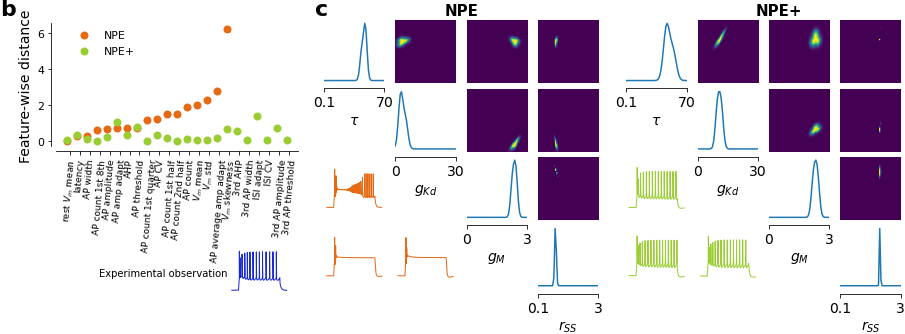 b
Feature-wise distance
6
4
2
0
NPE
NPE+
rest Vm mean
latency
AP width
AP count 1st 8th
AP amplitude
AP amp adapt
AHP
AP threshold
AP count 1st quarter
AP CV
AP count 1st half
AP count 2nd half
AP count
Vm mean
Vm std
AP average amp adapt
Vm skewness
3rd AHP
3rd AP width
ISI adapt
ISI CV
3rd AP amplitude
3rd AP threshold
Experimental observation
c
NPE
0.1 70
τ
0 30
gKd
0 3
gM
0.1 3
rSS
NPE+
0.1 70
τ
0 30
gKd
0 3
gM
0.1 3
rSS